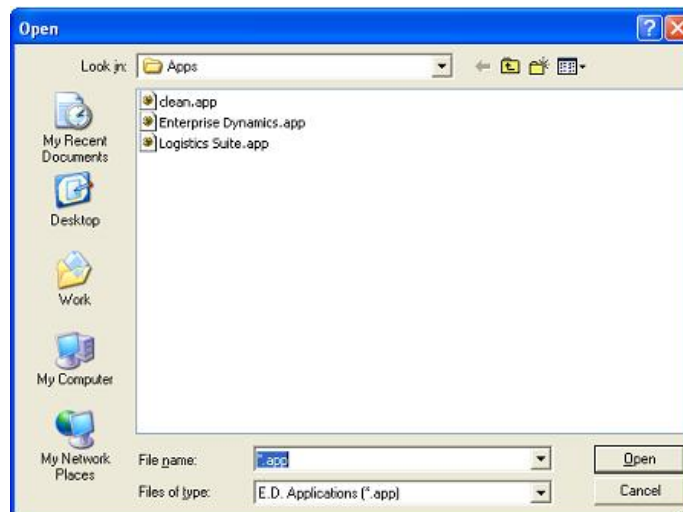 Open
Look in: Apps
clean.app
Enterprise Dynamics.app
Logistics Suite.app
My Recent
Documents
Desktop
Work
My Computer
My Network
Places
File name: *.app Open
Files of type: E.D. Applications (*.app) Cancel